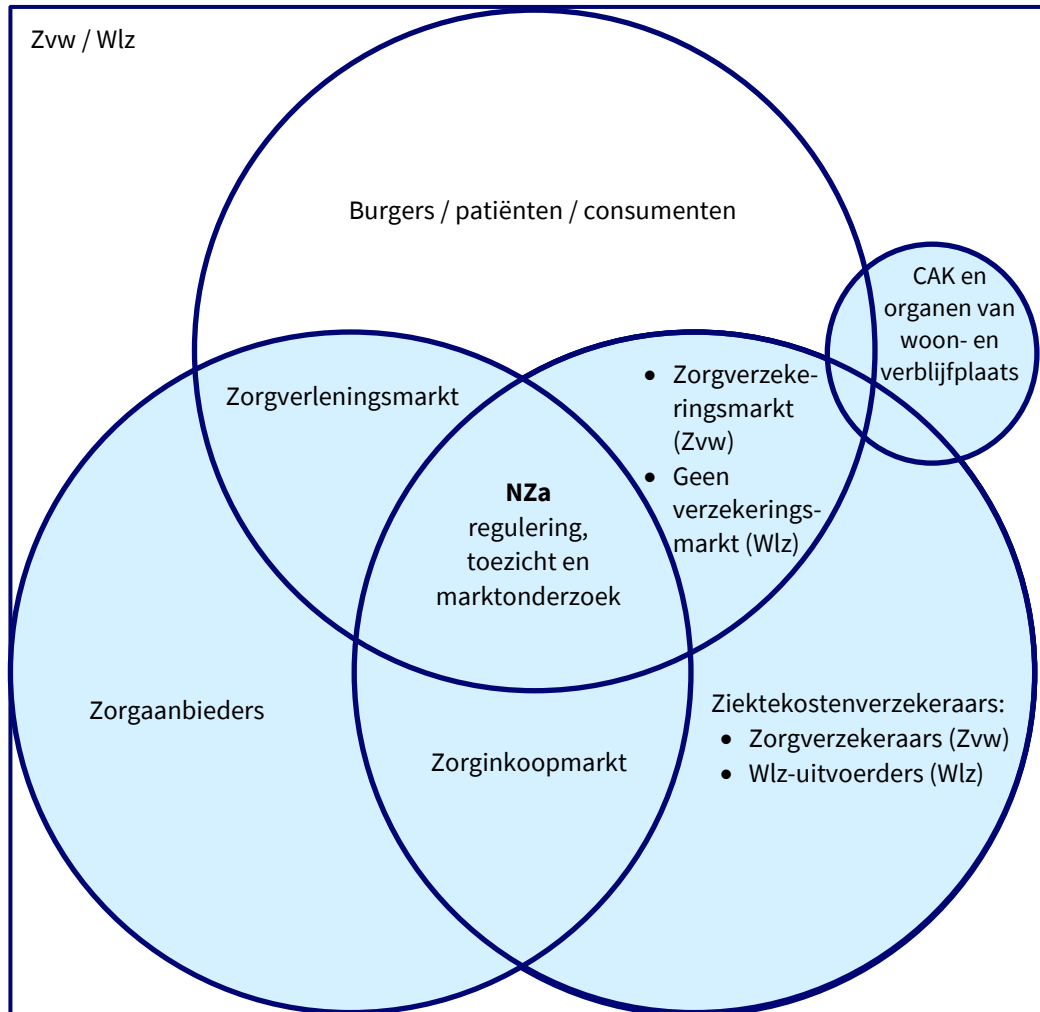 Zvw / Wlz
Burgers / patiënten / consumenten
CAK en
organen van
woon- en
verblijfplaats
Zorgverleningsmarkt
• Zorgverzeke-
ringsmarkt
(Zvw)
• Geen
verzekerings-
markt (Wlz)
NZa
regulering,
toezicht en
marktonderzoek
Zorgaanbieders
Zorginkoopmarkt
Ziektekostenverzekeraars:
• Zorgverzekeraars (Zvw)
• Wlz-uitvoerders (Wlz)